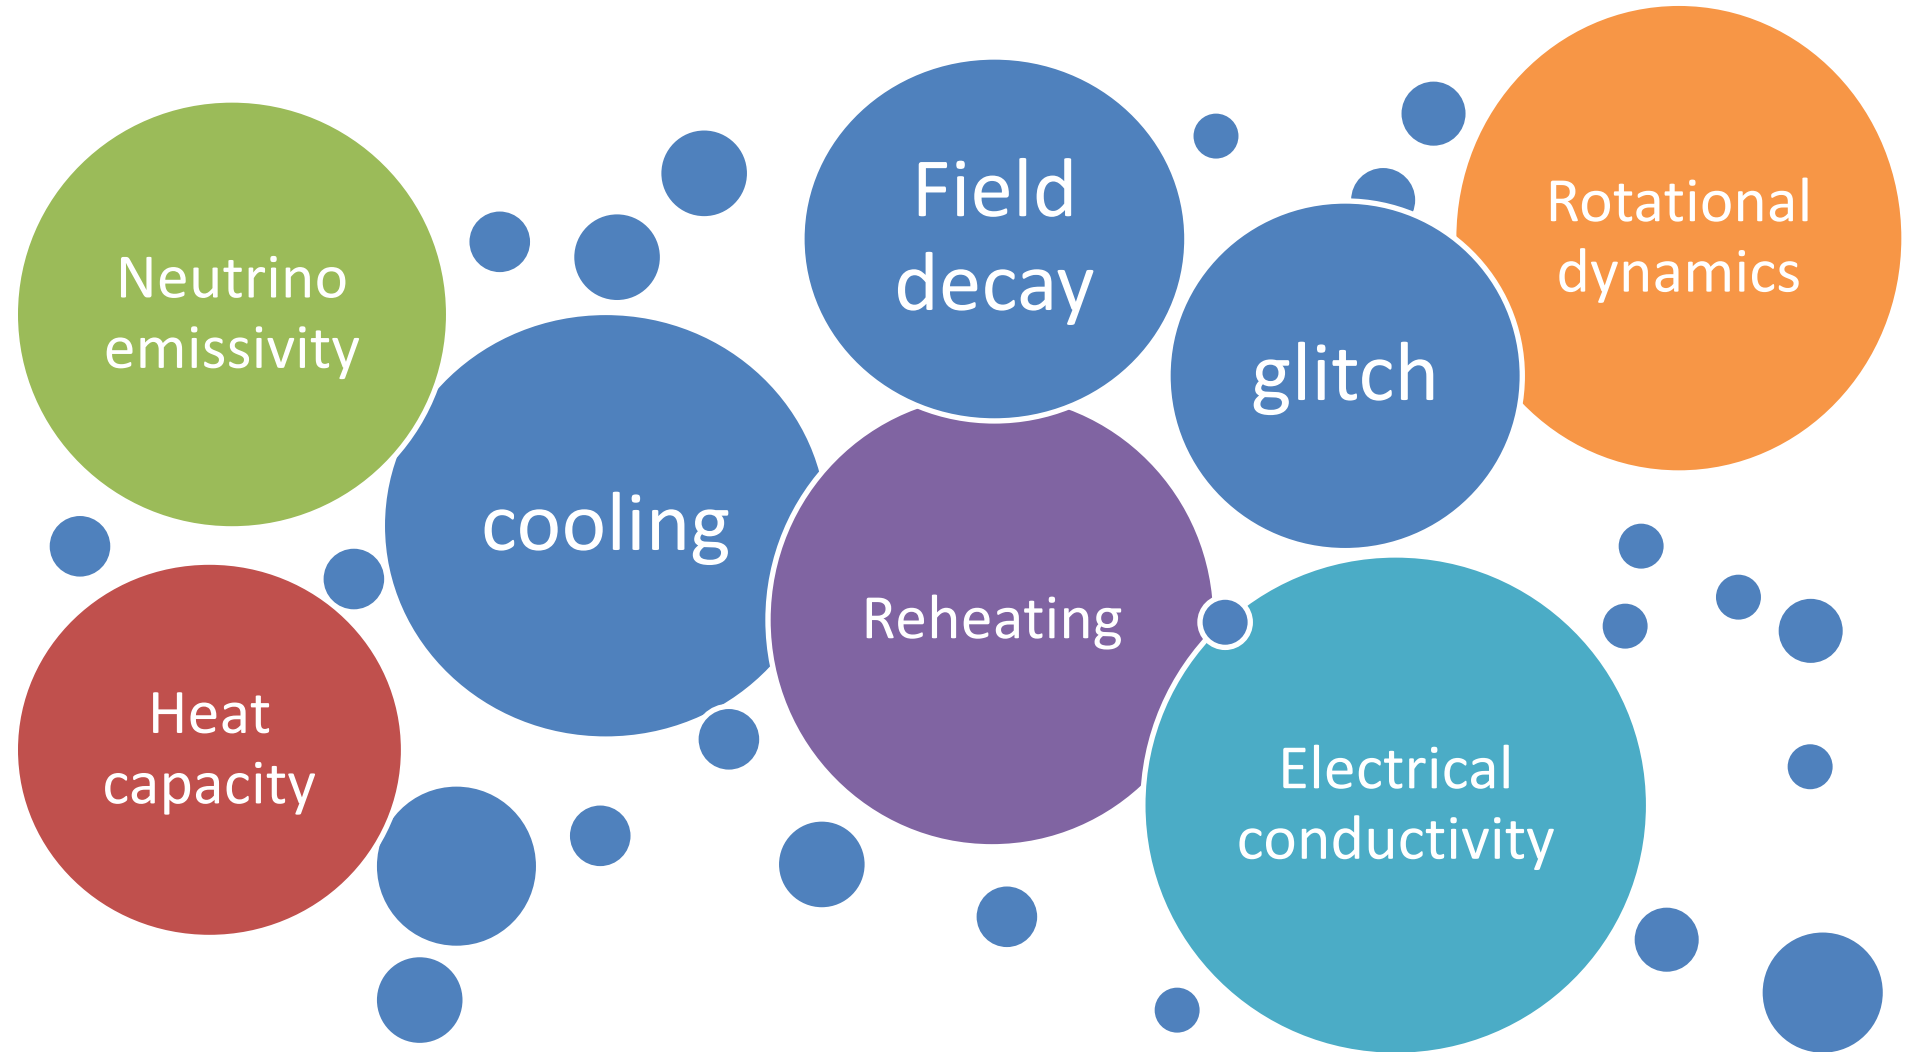 Neutrino
emissivity
Heat
capacity
cooling
Field
decay
Reheating
glitch
Rotational
dynamics
Electrical
conductivity